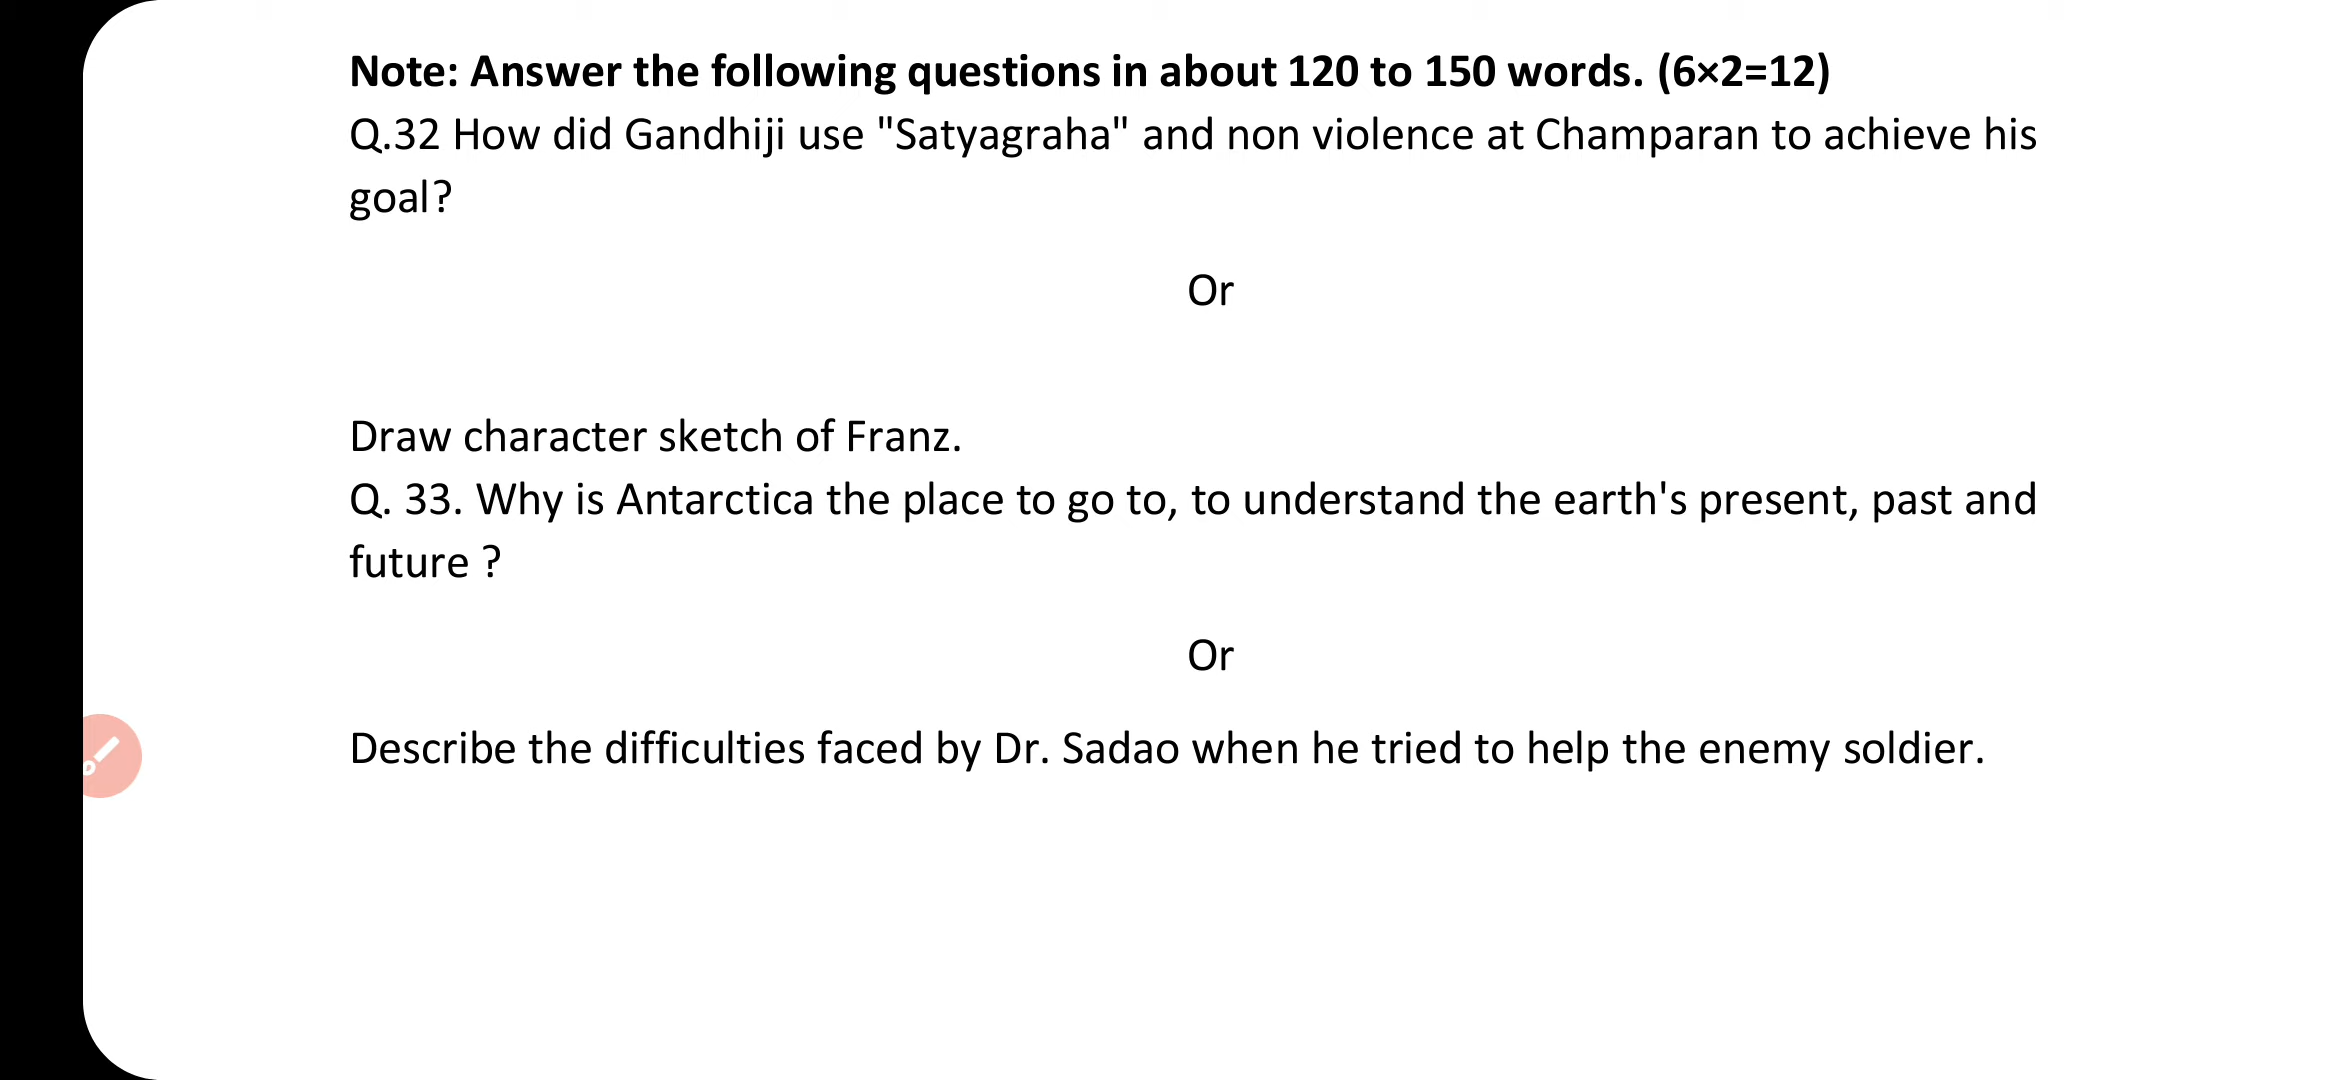 Note: Answer the following questions in about 120 to 150 words. (6×2=12)
Q.32 How did Gandhiji use "Satyagraha" and non violence at Champaran to achieve his
goal?
Or
Draw character sketch of Franz.
Q. 33. Why is Antarctica the place to go to, to understand the earth's present, past and
future ?
Or
Describe the difficulties faced by Dr. Sadao when he tried to help the enemy soldier.